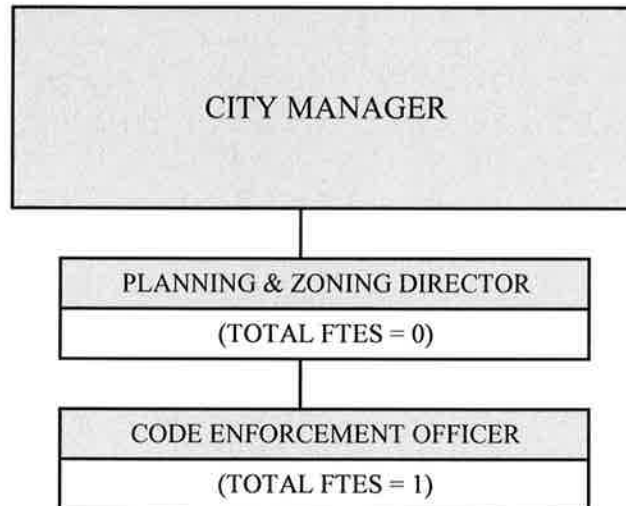 CITY MANAGER
PLANNING & ZONING DIRECTOR
(TOTAL FTES = 0)
CODE ENFORCEMENT OFFICER
(TOTAL FTES = 1)